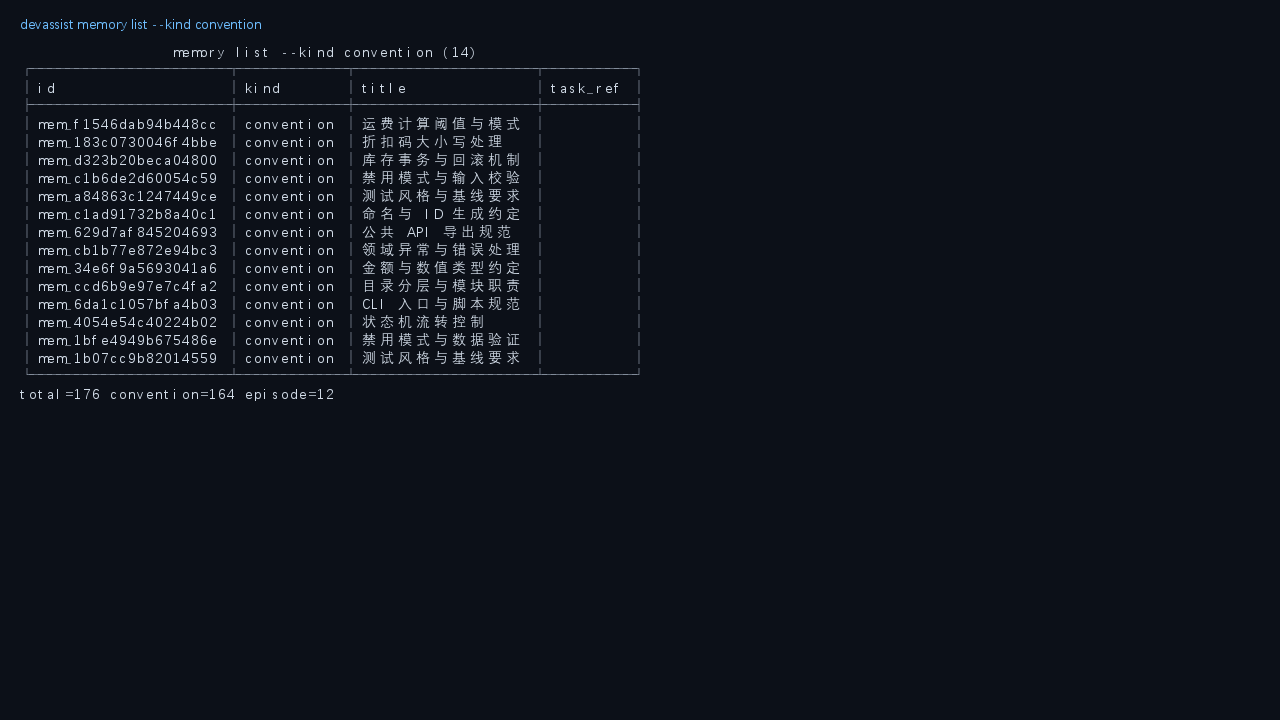 devassist memory list --kind convention
memory list --kind convention (14)
id kind title task_ref
mem_f1546dab94b448cc convention 运费计算阈值与模式
mem_183c0730046f4bbe convention 折扣码大小写处理
mem_d323b20beca04800 convention 库存事务与回滚机制
mem_c1b6de2d60054c59 convention 禁用模式与输入校验
mem_a84863c1247449ce convention 测试风格与基线要求
mem_c1ad91732b8a40c1 convention 命名与 ID 生成约定
mem_629d7af845204693 convention 公共 API 导出规范
mem_cb1b77e872e94bc3 convention 领域异常与错误处理
mem_34e6f9a5693041a6 convention 金额与数值类型约定
mem_ccd6b9e97e7c4fa2 convention 目录分层与模块职责
mem_6da1c1057bfa4b03 convention CLI 入口与脚本规范
mem_4054e54c40224b02 convention 状态机流转控制
mem_1bfe4949b675486e convention 禁用模式与数据验证
mem_1b07cc9b82014559 convention 测试风格与基线要求
total=176 convention=164 episode=12